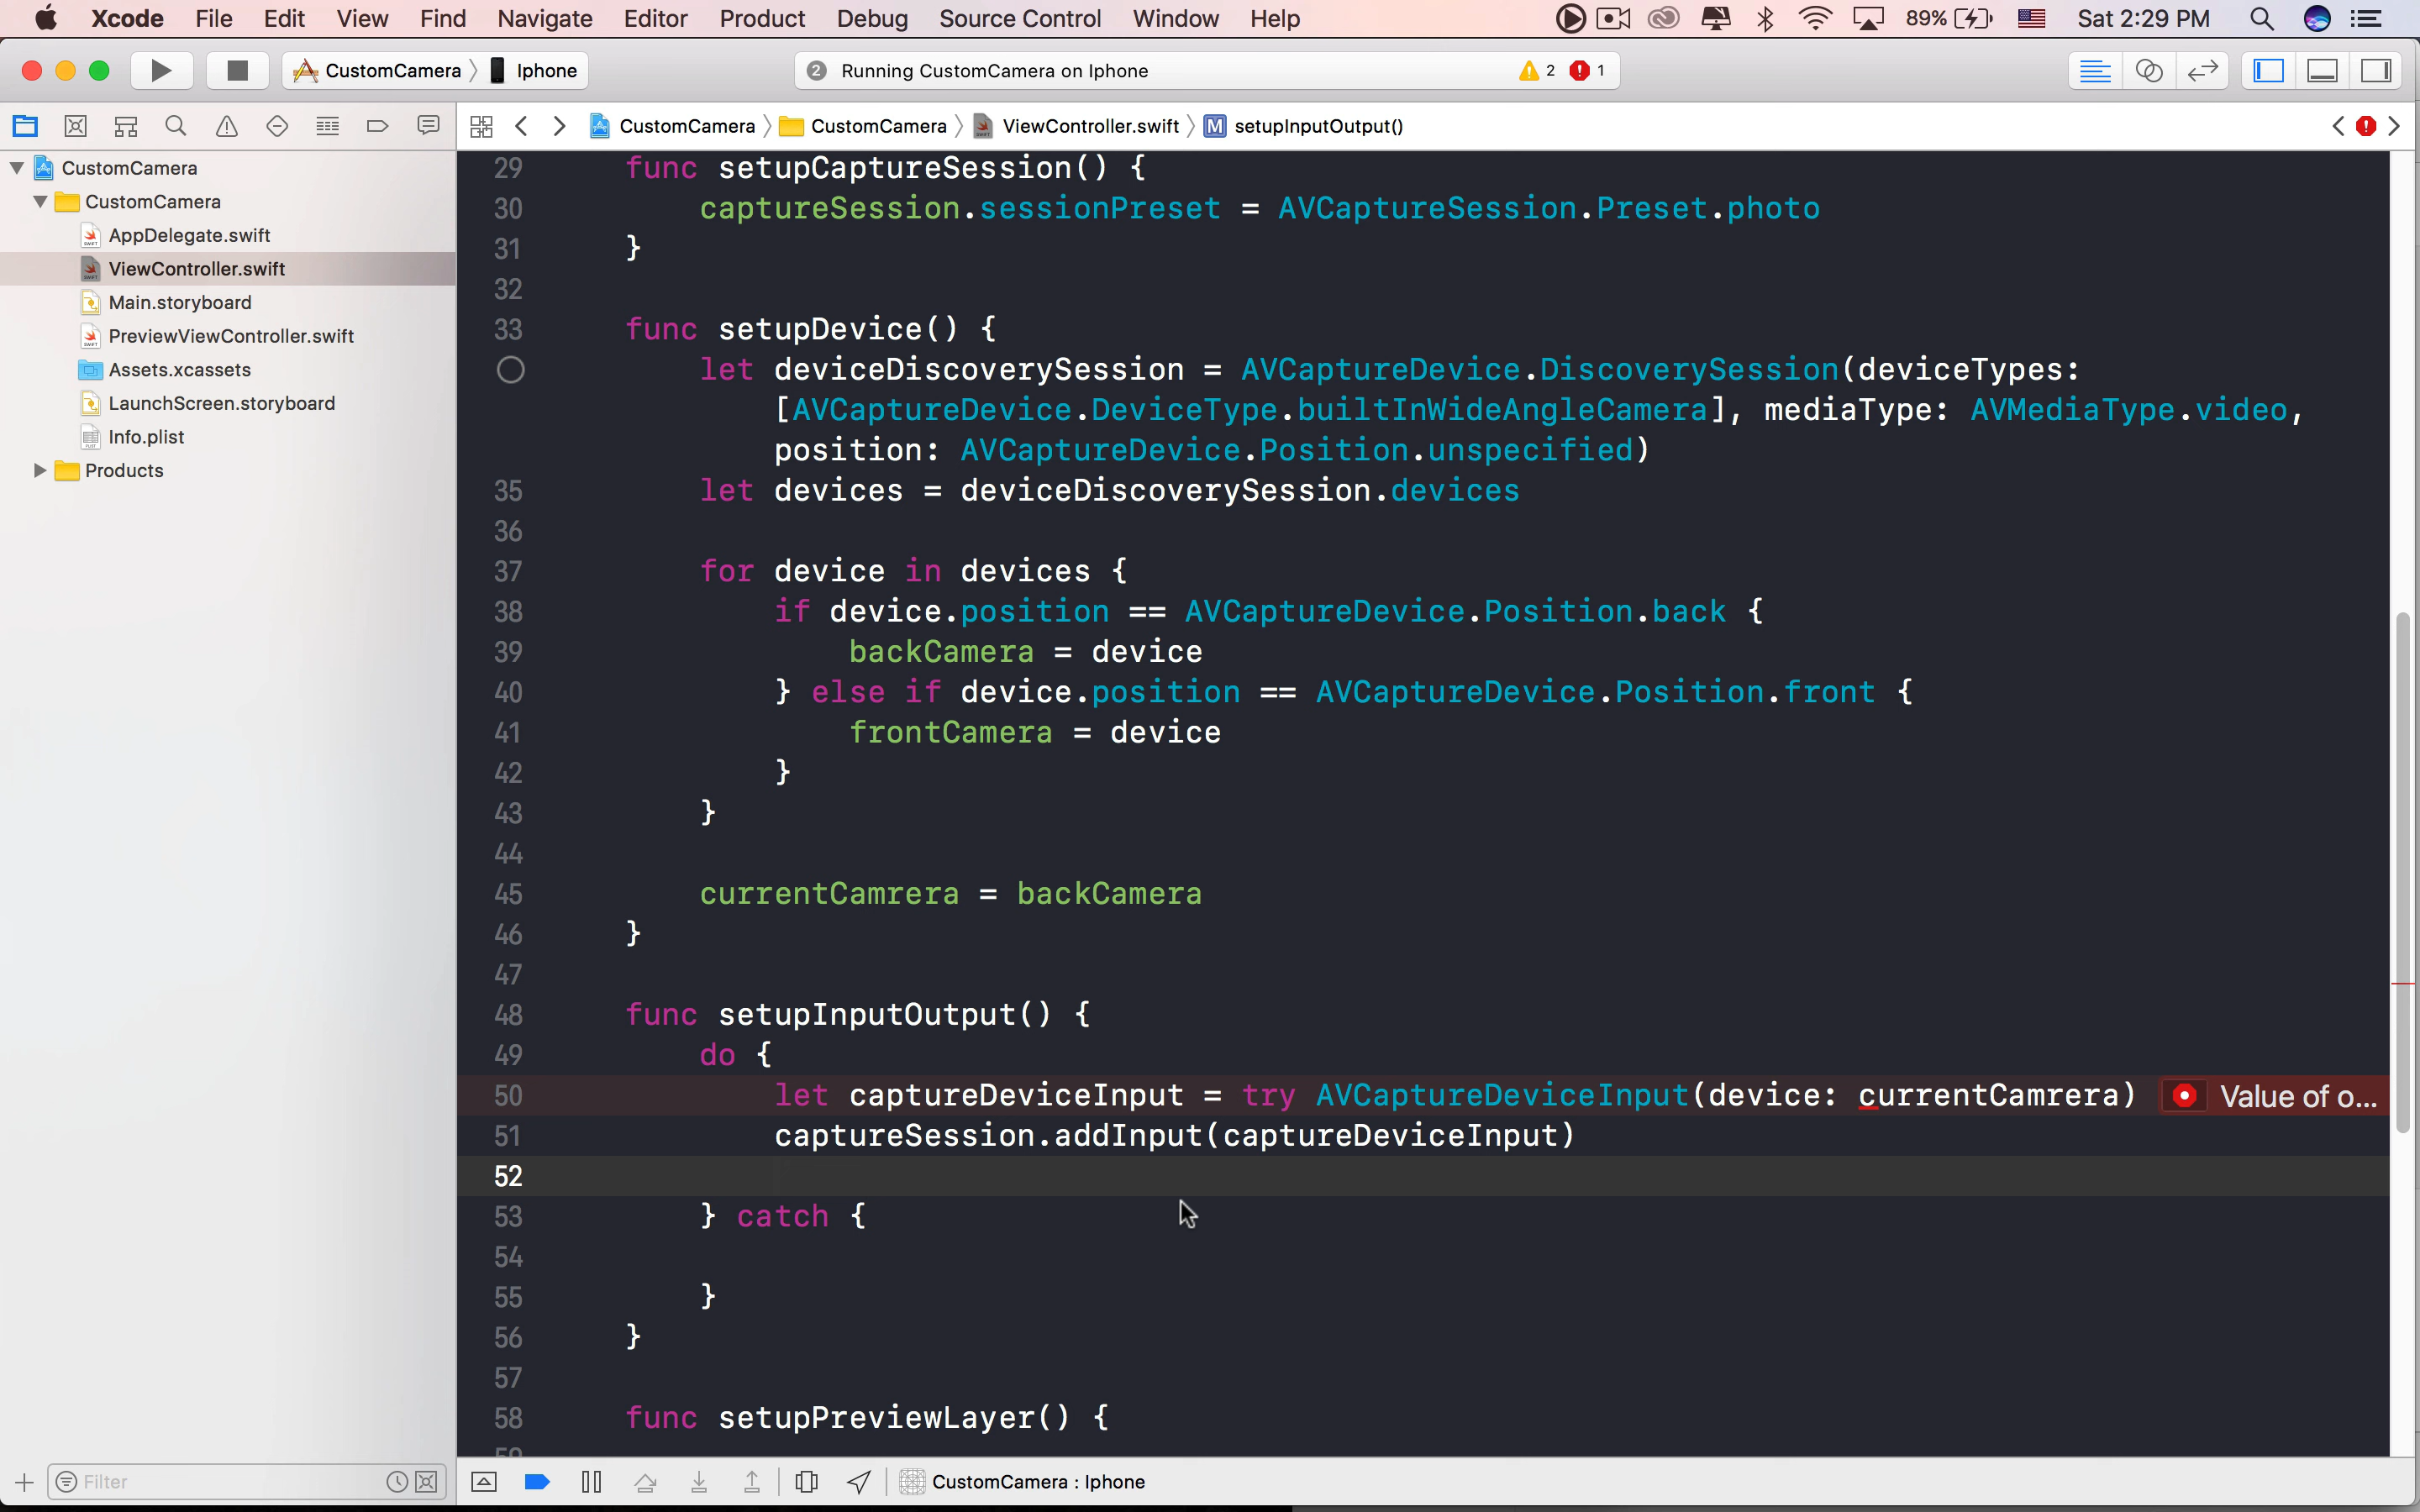 Xcode File Edit View Find Navigate Editor Product Debug Source Control Window Help 89% Sat 2:29 PM
CustomCamera Iphone 2 Running CustomCamera on Iphone 2 1
CustomCamera CustomCamera ViewController.swift M setupInputOutput()
CustomCamera
CustomCamera
AppDelegate.swift
ViewController.swift
Main.storyboard
PreviewViewController.swift
Assets.xcassets
LaunchScreen.storyboard
Info.plist
Products
29 func setupCaptureSession() {
30 captureSession.sessionPreset = AVCaptureSession.Preset.photo
31 }
32
33 func setupDevice() {
let deviceDiscoverySession = AVCaptureDevice.DiscoverySession(deviceTypes:
[AVCaptureDevice.DeviceType.builtInWideAngleCamera], mediaType: AVMediaType.video,
position: AVCaptureDevice.Position.unspecified)
35 let devices = deviceDiscoverySession.devices
36
37 for device in devices {
38 if device.position == AVCaptureDevice.Position.back {
39 backCamera = device
40 } else if device.position == AVCaptureDevice.Position.front {
41 frontCamera = device
42 }
43 }
44
45 currentCamrera = backCamera
46 }
47
48 func setupInputOutput() {
49 do {
50 let captureDeviceInput = try AVCaptureDeviceInput(device: currentCamrera) Value of o...
51 captureSession.addInput(captureDeviceInput)
52
53 } catch {
54
55 }
56 }
57
58 func setupPreviewLayer() {
59
Filter
CustomCamera : Iphone